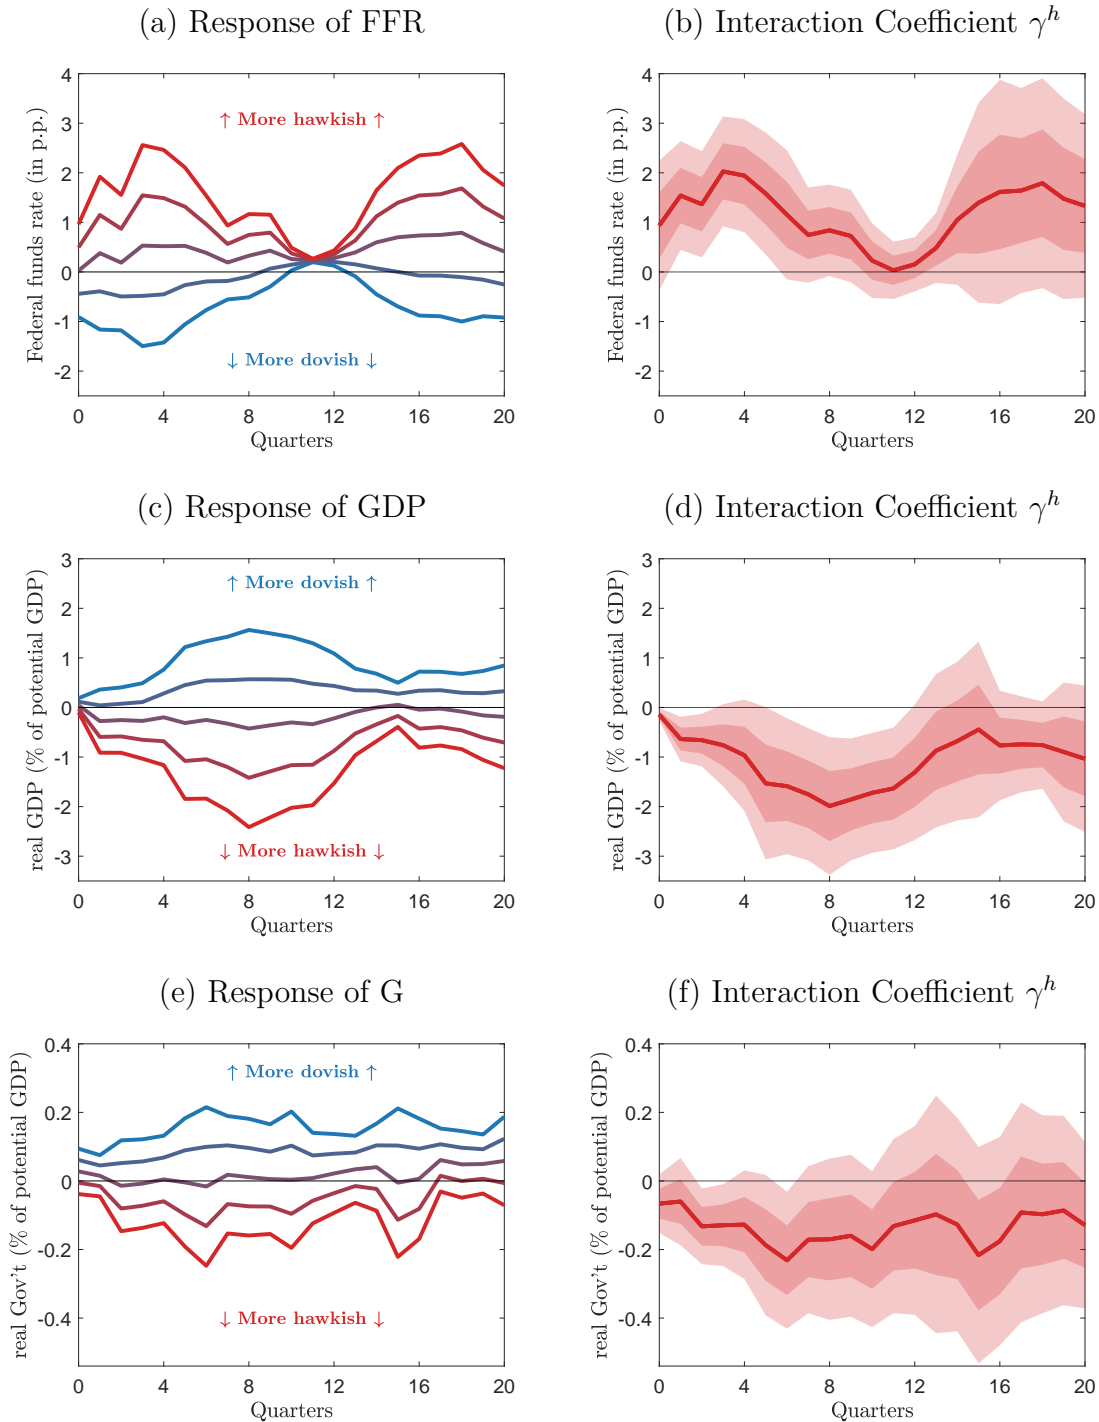 (a) Response of FFR
(b) Interaction Coefficient γʰ
Federal funds rate (in p.p.)
4
3
2
1
0
-1
-2
↑ More hawkish ↑
↓ More dovish ↓
0 4 8 12 16 20
Quarters
Federal funds rate (in p.p.)
4
3
2
1
0
-1
-2
0 4 8 12 16 20
Quarters
(c) Response of GDP
(d) Interaction Coefficient γʰ
real GDP (% of potential GDP)
3
2
1
0
-1
-2
-3
↑ More dovish ↑
↓ More hawkish ↓
0 4 8 12 16 20
Quarters
real GDP (% of potential GDP)
3
2
1
0
-1
-2
-3
0 4 8 12 16 20
Quarters
(e) Response of G
(f) Interaction Coefficient γʰ
real Gov't (% of potential GDP)
0.4
0.2
0
-0.2
-0.4
↑ More dovish ↑
↓ More hawkish ↓
0 4 8 12 16 20
Quarters
real Gov't (% of potential GDP)
0.4
0.2
0
-0.2
-0.4
0 4 8 12 16 20
Quarters